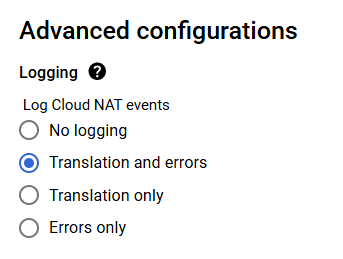 Advanced configurations
Logging ?
Log Cloud NAT events
No logging
Translation and errors
Translation only
Errors only